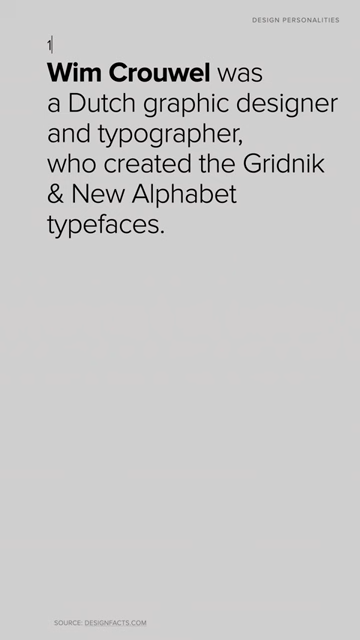 DESIGN PERSONALITIES
1
Wim Crouwel was
a Dutch graphic designer
and typographer,
who created the Gridnik
& New Alphabet
typefaces.
SOURCE: DESIGNFACTS.COM